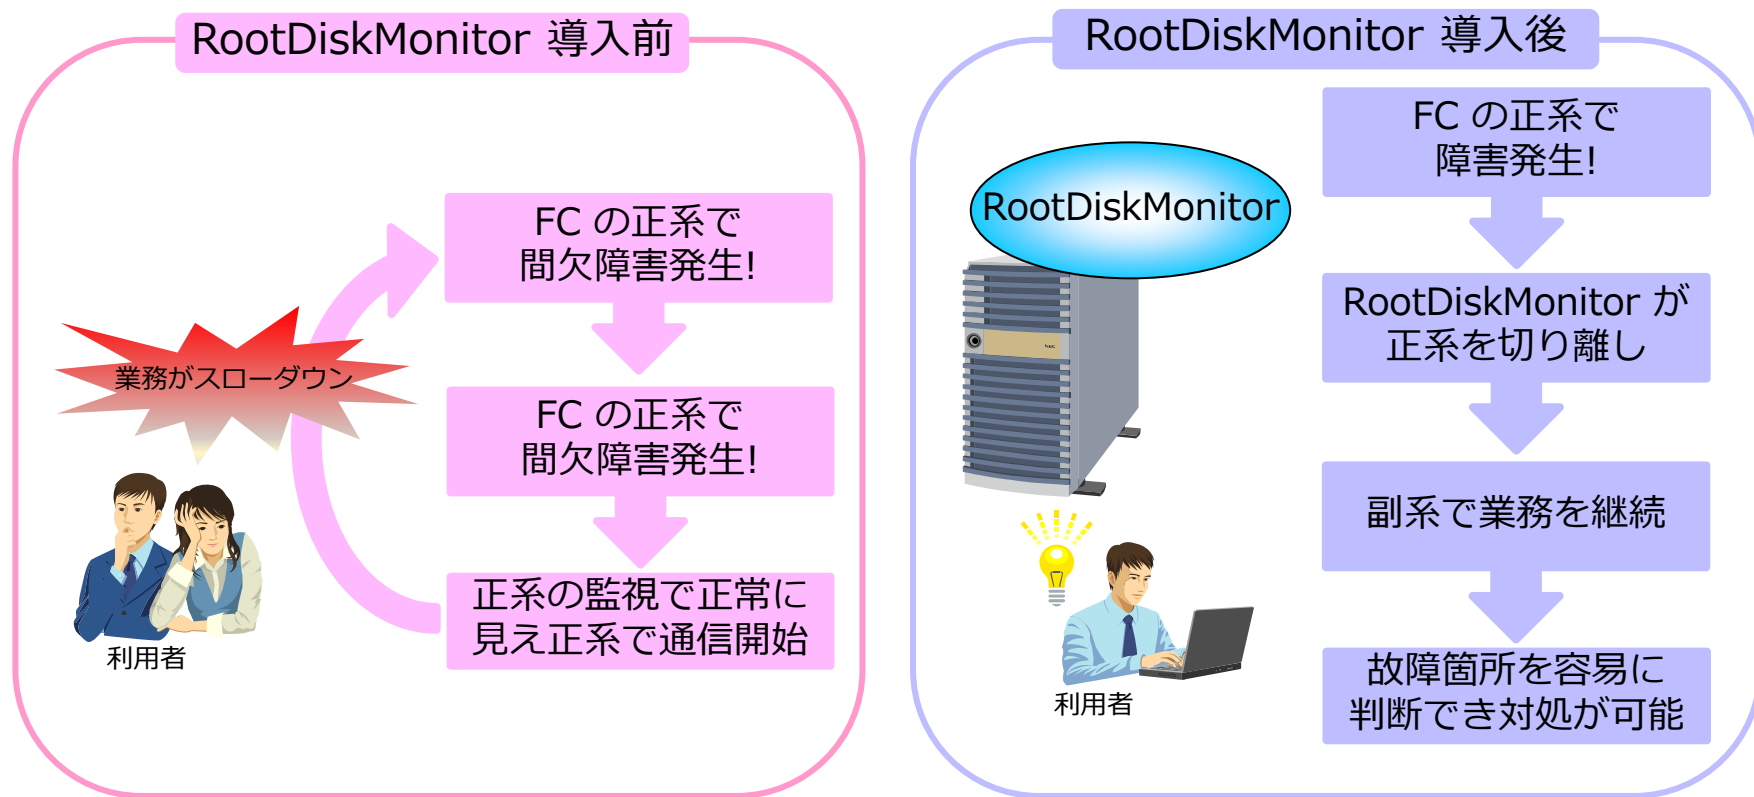 RootDiskMonitor 導入前
FC の正系で
間欠障害発生!
業務がスローダウン
FC の正系で
間欠障害発生!
正系の監視で正常に
見え正系で通信開始
利用者
RootDiskMonitor 導入後
RootDiskMonitor
FC の正系で
障害発生!
RootDiskMonitor が
正系を切り離し
副系で業務を継続
故障箇所を容易に
判断でき対処が可能
利用者